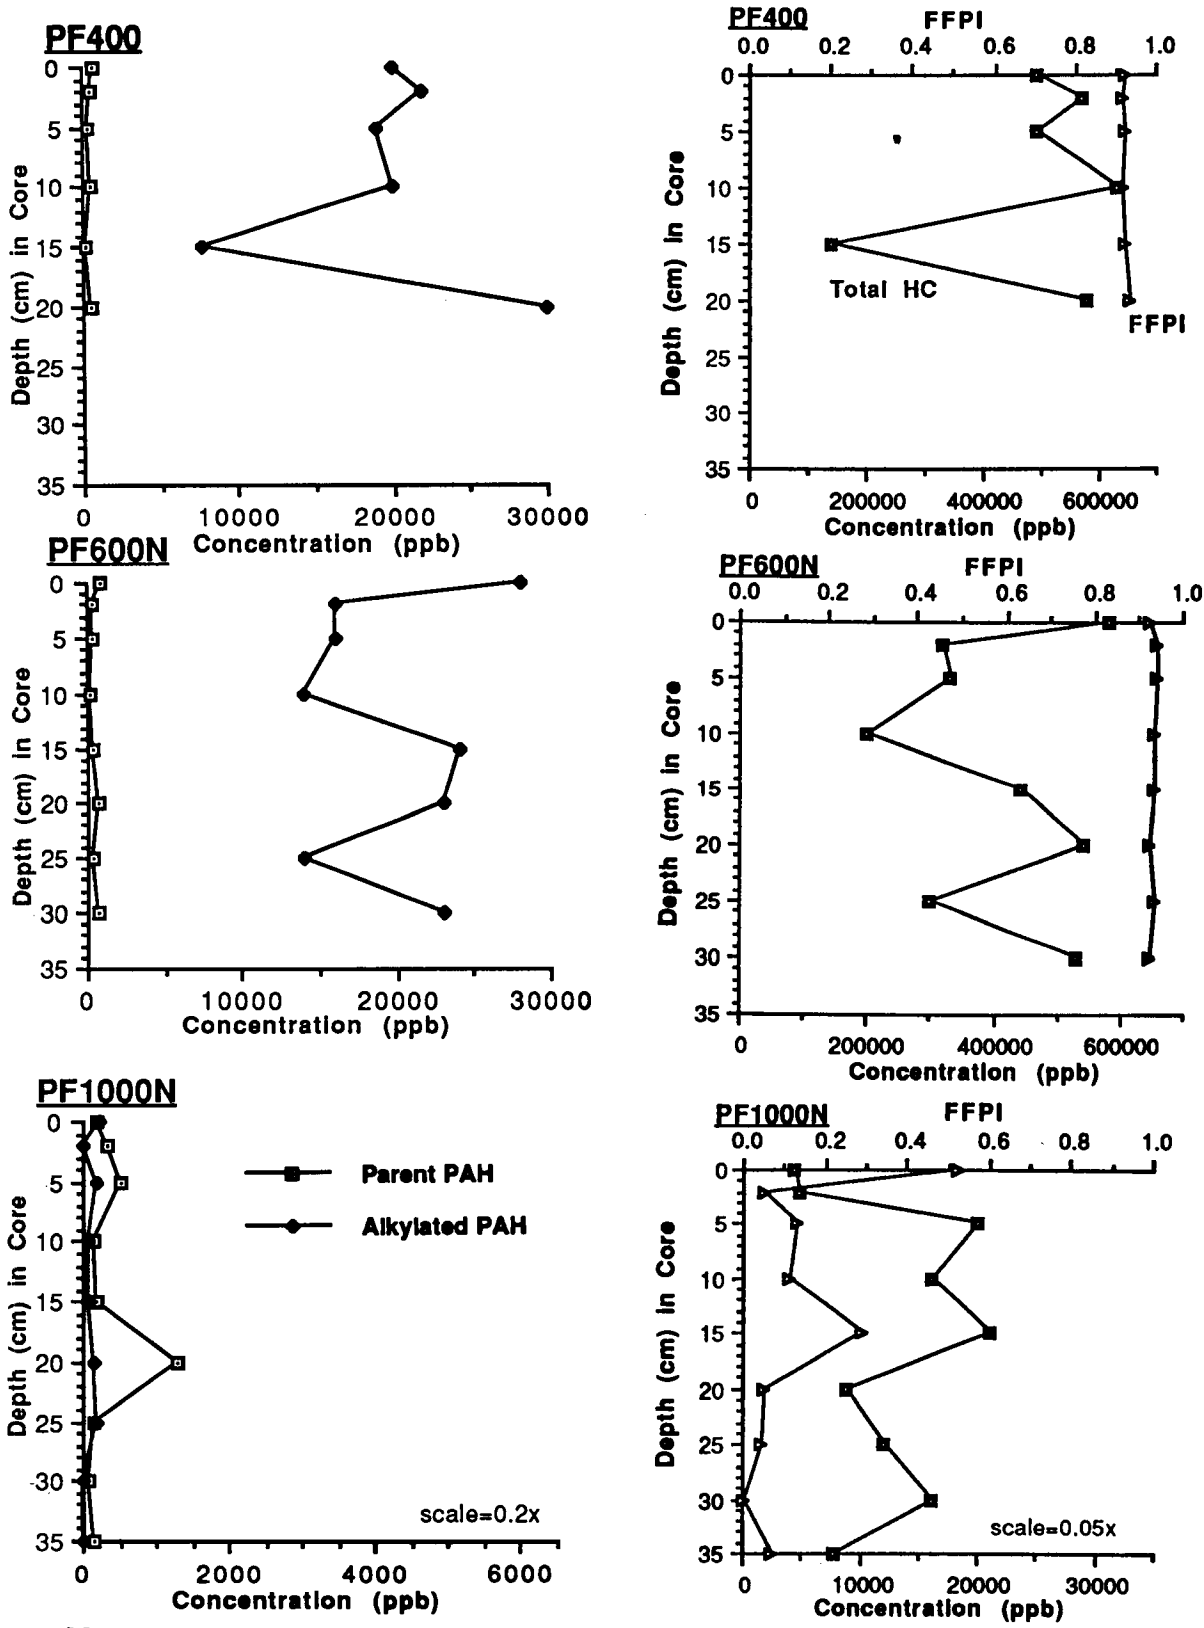 PF400
0
5
10
15
20
25
30
35
Depth (cm) in Core
0 10000 20000 30000
Concentration (ppb)
PF400 FFPI
0.0 0.2 0.4 0.6 0.8 1.0
0
5
10
15
20
25
30
35
Depth (cm) in Core
Total HC
FFPI
0 200000 400000 600000
Concentration (ppb)
PF600N
0
5
10
15
20
25
30
35
Depth (cm) in Core
0 10000 20000 30000
Concentration (ppb)
PF600N FFPI
0.0 0.2 0.4 0.6 0.8 1.0
0
5
10
15
20
25
30
35
Depth (cm) in Core
0 200000 400000 600000
Concentration (ppb)
PF1000N
0
5
10
15
20
25
30
35
Depth (cm) in Core
Parent PAH
Alkylated PAH
scale=0.2x
0 2000 4000 6000
Concentration (ppb)
PF1000N FFPI
0.0 0.2 0.4 0.6 0.8 1.0
0
5
10
15
20
25
30
35
Depth (cm) in Core
scale=0.05x
0 10000 20000 30000
Concentration (ppb)